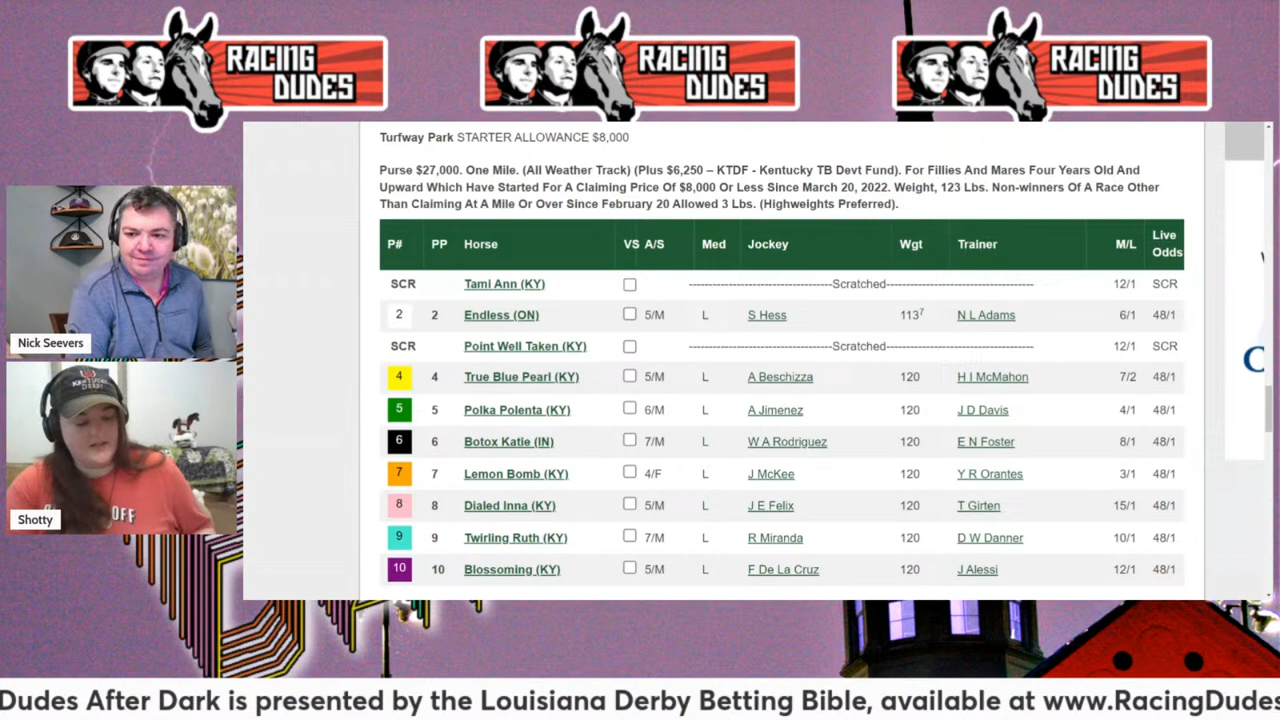 RACING
DUDES
RACING
DUDES
RACING
DUDES
Turfway Park STARTER ALLOWANCE $8,000
Purse $27,000. One Mile. (All Weather Track) (Plus $6,250 – KTDF - Kentucky TB Devt Fund). For Fillies And Mares Four Years Old And
Upward Which Have Started For A Claiming Price Of $8,000 Or Less Since March 20, 2022. Weight, 123 Lbs. Non-winners Of A Race Other
Than Claiming At A Mile Or Over Since February 20 Allowed 3 Lbs. (Highweights Preferred).
P# PP Horse VS A/S Med Jockey Wgt Trainer M/L Live Odds
SCR Tami Ann (KY) ---Scratched--- 12/1 SCR
2 2 Endless (ON) 5/M L S Hess 113⁷ N L Adams 6/1 48/1
SCR Point Well Taken (KY) ---Scratched--- 12/1 SCR
4 4 True Blue Pearl (KY) 5/M L A Beschizza 120 H I McMahon 7/2 48/1
5 5 Polka Polenta (KY) 6/M L A Jimenez 120 J D Davis 4/1 48/1
6 6 Botox Katie (IN) 7/M L W A Rodriguez 120 E N Foster 8/1 48/1
7 7 Lemon Bomb (KY) 4/F L J McKee 120 Y R Orantes 3/1 48/1
8 8 Dialed Inna (KY) 5/M L J E Felix 120 T Girten 15/1 48/1
9 9 Twirling Ruth (KY) 7/M L R Miranda 120 D W Danner 10/1 48/1
10 10 Blossoming (KY) 5/M L F De La Cruz 120 J Alessi 12/1 48/1
Nick Seevers
KENTUCKY
DERBY
OFF
Shotty
Dudes After Dark is presented by the Louisiana Derby Betting Bible, available at www.RacingDudes